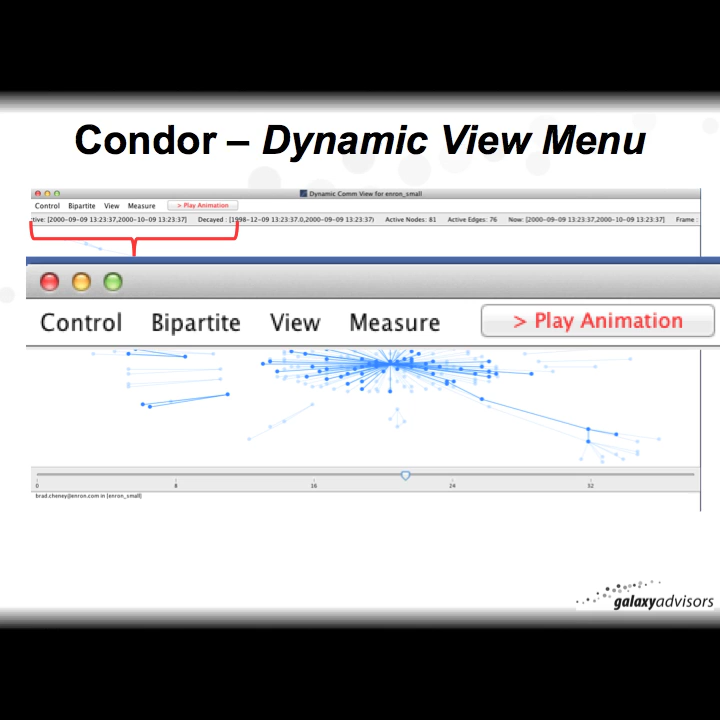 Condor – Dynamic View Menu
Dynamic Comm View for enron_small
Control Bipartite View Measure > Play Animation
tive: [2000-09-09 13:23:37,2000-10-09 13:23:37] Decayed : [1998-12-09 13:23:37.0,2000-09-09 13:23:37) Active Nodes: 81 Active Edges: 76 Now: [2000-09-09 13:23:37,2000-10-09 13:23:37] Frame :
Control Bipartite View Measure > Play Animation
0 8 16 24 32
brad.cheney@enron.com in [enron_small]
galaxyadvisors